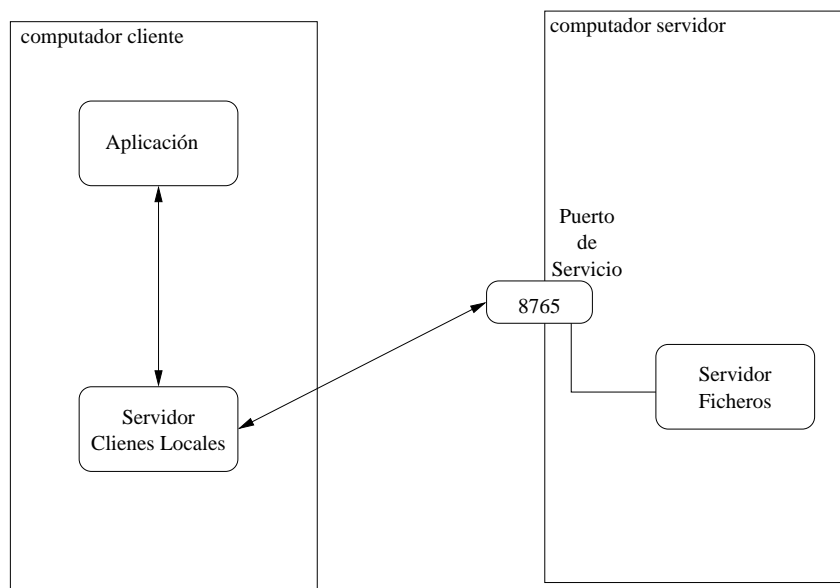 computador cliente
Aplicación
Servidor
Clienes Locales
computador servidor
Puerto
de
Servicio
8765
Servidor
Ficheros